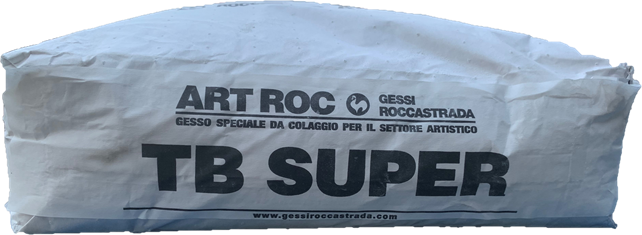 ART ROC GESSI
ROCCASTRADA
GESSO SPECIALE DA COLAGGIO PER IL SETTORE ARTISTICO
TB SUPER
www.gessiroccastrada.com